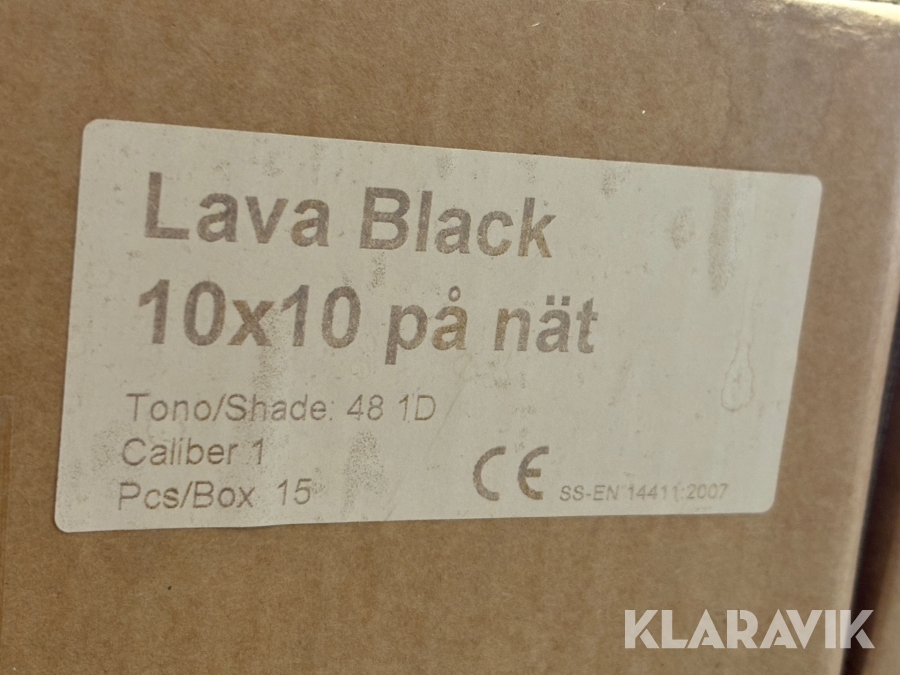 Lava Black
10x10 på nät
Tono/Shade: 48 1D
Caliber 1
Pcs/Box 15
CE
SS-EN 14411:2007
KLARAVIK